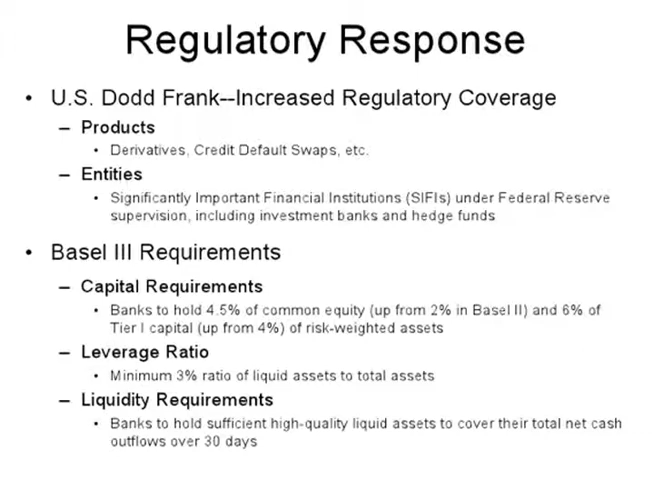 Regulatory Response
• U.S. Dodd Frank--Increased Regulatory Coverage
– Products
• Derivatives, Credit Default Swaps, etc.
– Entities
• Significantly Important Financial Institutions (SIFIs) under Federal Reserve
supervision, including investment banks and hedge funds
• Basel III Requirements
– Capital Requirements
• Banks to hold 4.5% of common equity (up from 2% in Basel II) and 6% of
Tier I capital (up from 4%) of risk-weighted assets
– Leverage Ratio
• Minimum 3% ratio of liquid assets to total assets
– Liquidity Requirements
• Banks to hold sufficient high-quality liquid assets to cover their total net cash
outflows over 30 days